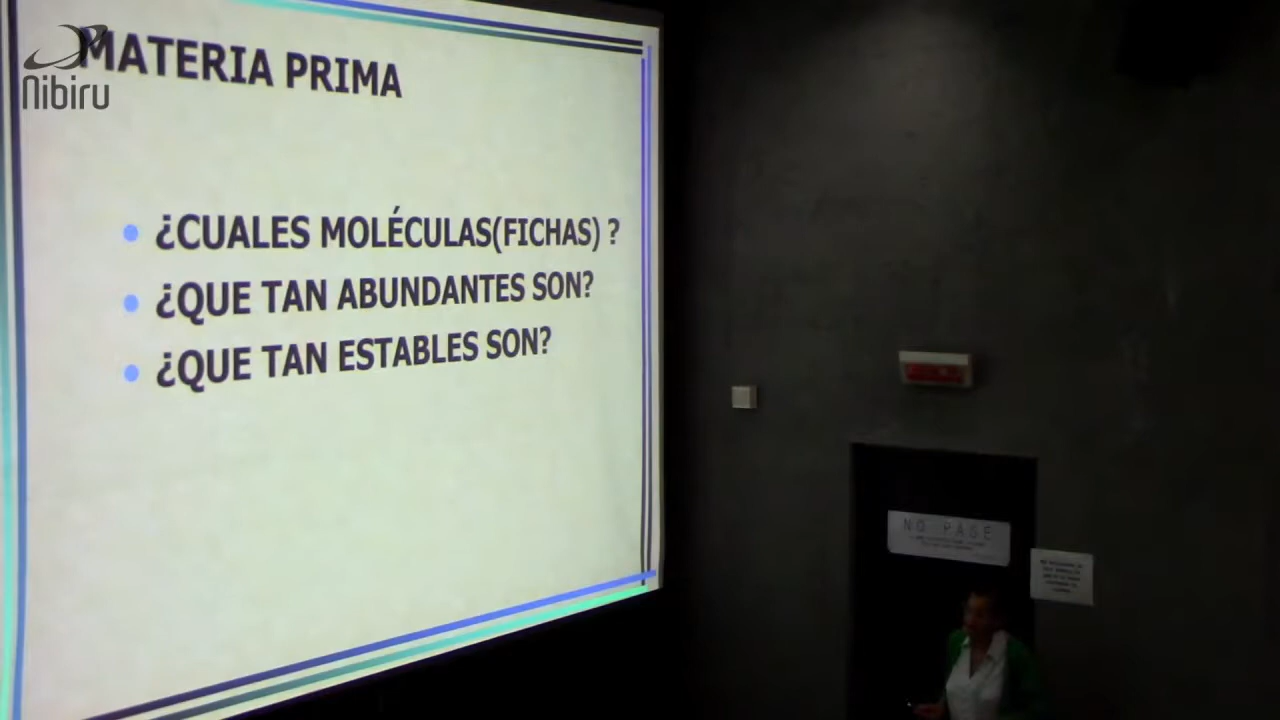 MATERIA PRIMA
Nibiru
¿CUALES MOLÉCULAS(FICHAS) ?
¿QUE TAN ABUNDANTES SON?
¿QUE TAN ESTABLES SON?
NO PASE